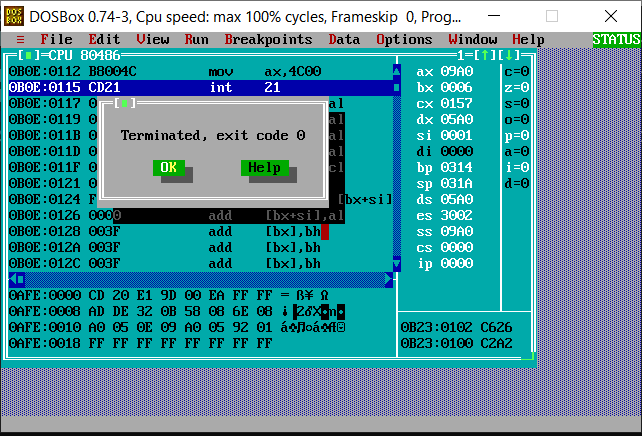 DOSBox 0.74-3, Cpu speed: max 100% cycles, Frameskip 0, Prog...
≡ File Edit View Run Breakpoints Data Options Window Help STATUS
[■]=CPU 80486 1=[↑][↓]
0B0E:0112 BB004C mov ax,4C00 ax 09A0 c=0
0B0E:0115 CD21 int 21 bx 0006 z=0
0B0E:0117 0 al cx 0157 s=0
0B0E:0119 0 al dx 05A0 o=0
0B0E:011B 0 al si 0001 p=0
0B0E:011D 0 al di 0000 a=0
0B0E:011F 0 cl bp 0314 i=0
0B0E:0121 0 sp 031A d=0
0B0E:0124 F [bx+si] ds 05A0
0B0E:0126 0000 add [bx+si],al es 3002
0B0E:0128 003F add [bx],bh ss 09A0
0B0E:012A 003F add [bx],bh cs 0000
0B0E:012C 003F add [bx],bh ip 0000
[■]
Terminated, exit code 0
OK Help
0AFE:0000 CD 20 E1 9D 00 EA FF FF = ß¥ Ω
0AFE:0008 AD DE 32 0B 58 08 6E 08
0AFE:0010 A0 05 0E 09 A0 05 92 01
0AFE:0018 FF FF FF FF FF FF FF FF
0B23:0102 C626
0B23:0100 C2A2